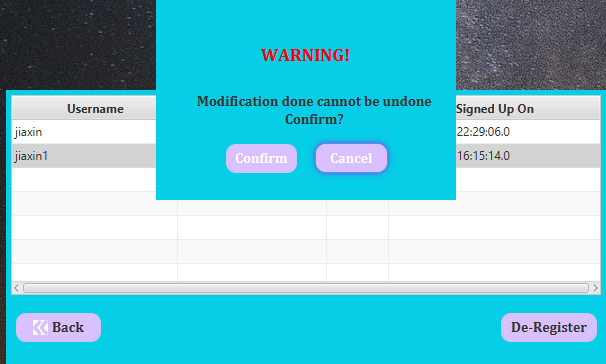 WARNING!
Modification done cannot be undone
Confirm?
Confirm Cancel
Username Signed Up On
jiaxin 22:29:06.0
jiaxin1 16:15:14.0
Back De-Register